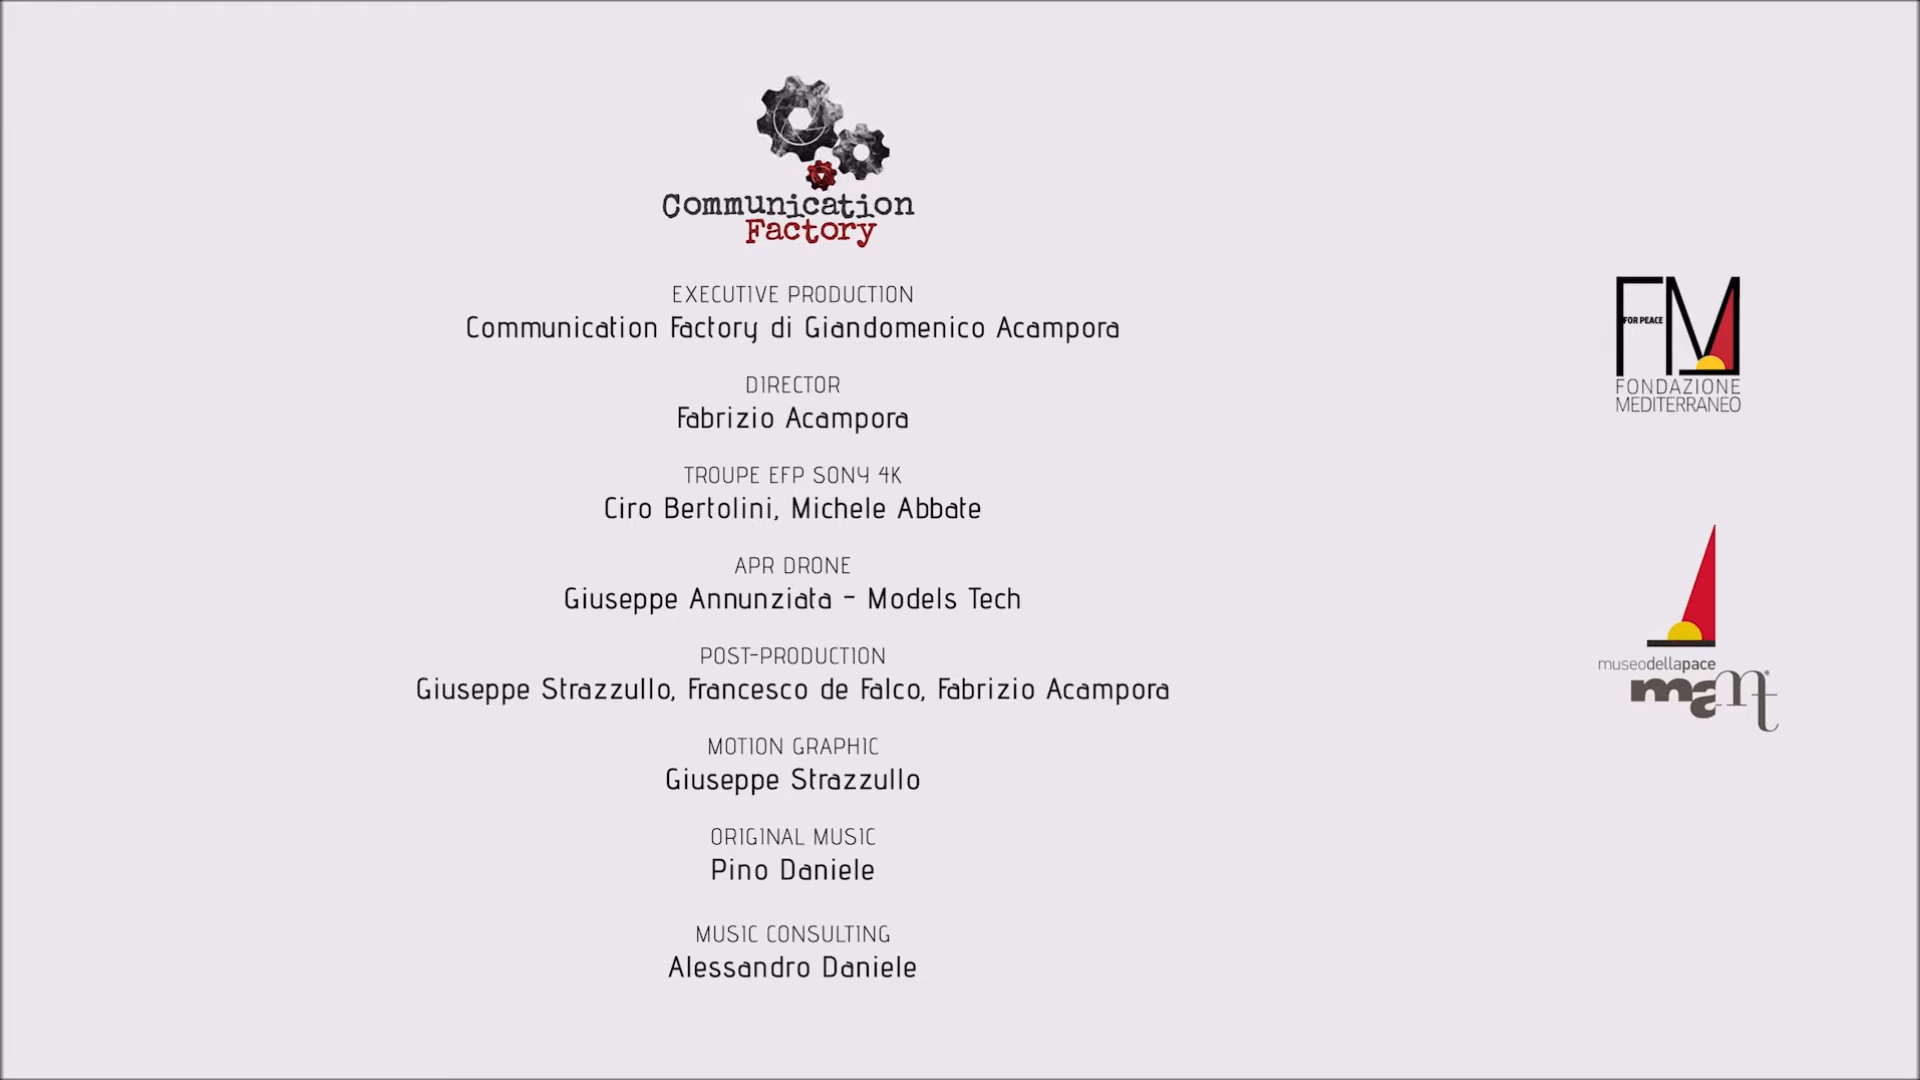 Communication
Factory
EXECUTIVE PRODUCTION
Communication Factory di Giandomenico Acampora
DIRECTOR
Fabrizio Acampora
TROUPE EFP SONY 4K
Ciro Bertolini, Michele Abbate
APR DRONE
Giuseppe Annunziata - Models Tech
POST-PRODUCTION
Giuseppe Strazzullo, Francesco de Falco, Fabrizio Acampora
MOTION GRAPHIC
Giuseppe Strazzullo
ORIGINAL MUSIC
Pino Daniele
MUSIC CONSULTING
Alessandro Daniele
FM
FOR PEACE
FONDAZIONE
MEDITERRANEO
museodellapace
mamt